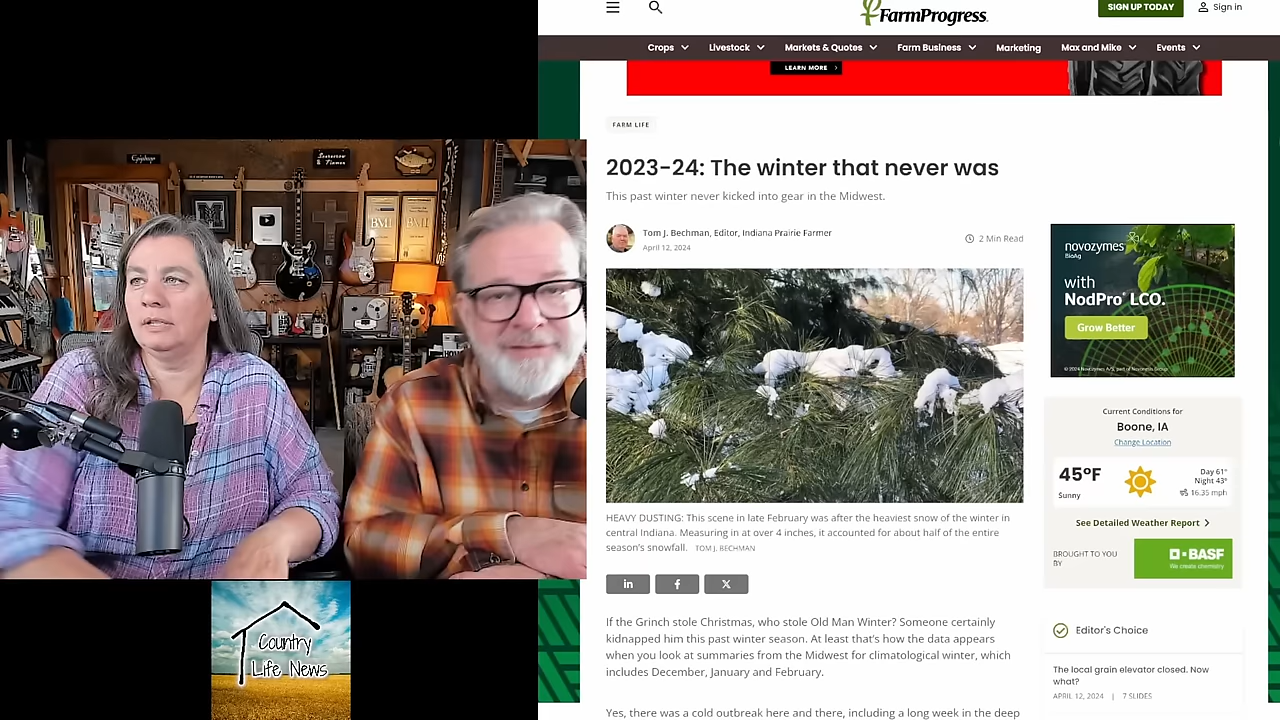 FarmProgress
SIGN UP TODAY
Sign in
Crops
Livestock
Markets & Quotes
Farm Business
Marketing
Max and Mike
Events
LEARN MORE
FARM LIFE
2023-24: The winter that never was
This past winter never kicked into gear in the Midwest.
Tom J. Bechman, Editor, Indiana Prairie Farmer
April 12, 2024
2 Min Read
HEAVY DUSTING: This scene in late February was after the heaviest snow of the winter in
central Indiana. Measuring in at over 4 inches, it accounted for about half of the entire
season's snowfall. TOM J. BECHMAN
in
f
X
If the Grinch stole Christmas, who stole Old Man Winter? Someone certainly
kidnapped him this past winter season. At least that's how the data appears
when you look at summaries from the Midwest for climatological winter, which
includes December, January and February.
Yes, there was a cold outbreak here and there, including a long week in the deep
novozymes
BioAg
with
NodPro® LCO.
Grow Better
Current Conditions for
Boone, IA
Change Location
45°F
Sunny
Day 61°
Night 43°
16.35 mph
See Detailed Weather Report
BROUGHT TO YOU
BY
BASF
We create chemistry
Editor's Choice
The local grain elevator closed. Now
what?
APRIL 12, 2024 | 7 SLIDES
Epiphone
BMI
BMI
Country
Life News